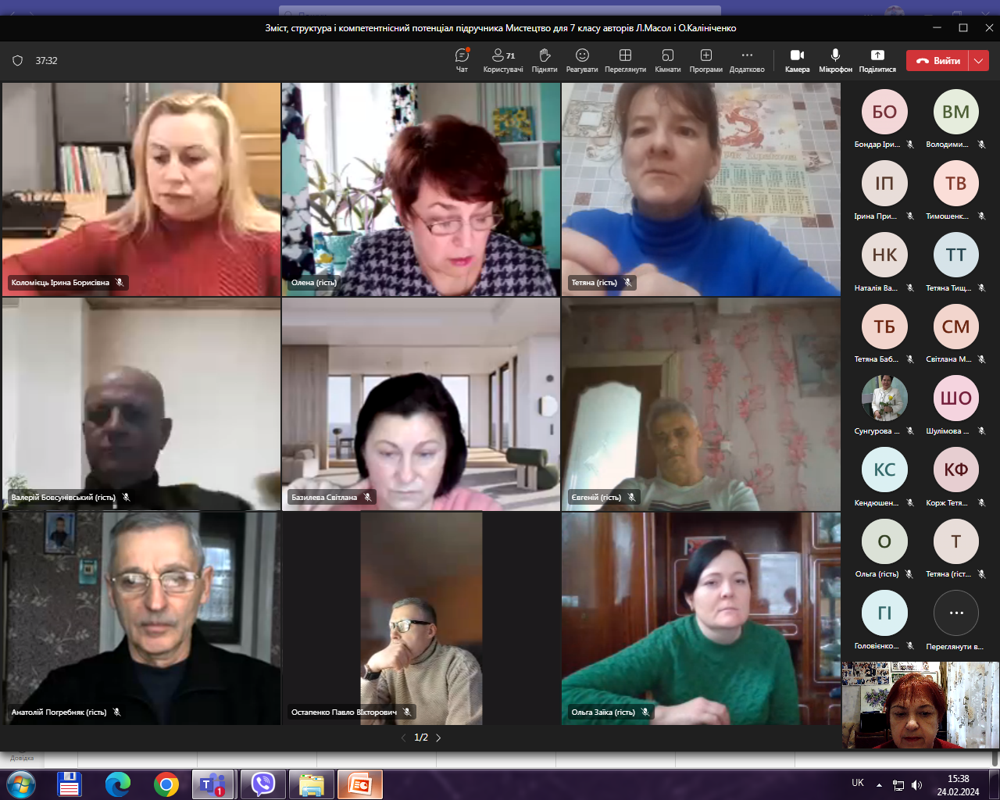 Зміст, структура і компетентнісний потенціал підручника Мистецтво для 7 класу авторів Л.Масол і О.Калініченко
37:32
71
Чат
Користувачі
Підняти
Реагувати
Переглянути
Кімнати
Програми
Додатково
Камера
Мікрофон
Поділитися
Вийти
Коломієць Ірина Борисівна
Олена (гість)
Тетяна (гість)
Валерій Бовсунівський (гість)
Базилева Світлана
Євгеній (гість)
Анатолій Погребняк (гість)
Остапенко Павло Вікторович
Ольга Заїка (гість)
БО
ВМ
Бондар Іри...
Володими...
ІП
ТВ
Ірина При...
Тимошенк...
НК
ТТ
Наталія Ва...
Тетяна Тищ...
ТБ
СМ
Тетяна Баб...
Світлана М...
ШО
Сунгурова ...
Шулімова ...
КС
КФ
Кендюшен...
Корж Тетя...
О
Т
Ольга (гість)
Тетяна (гіст...
ГІ
...
Головієнко...
Переглянути в...
1/2
Довідка
1
UK
15:38
24.02.2024